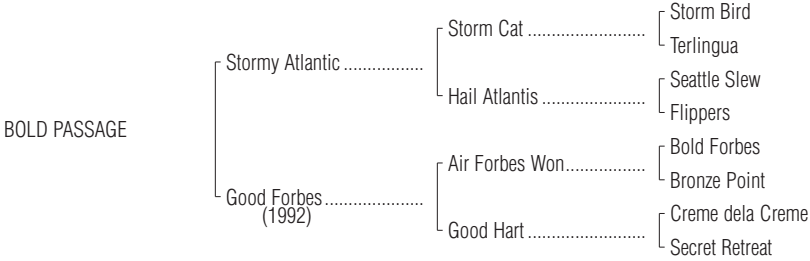 Storm Bird
Storm Cat ..........................
Terlingua
Stormy Atlantic .................
Seattle Slew
Hail Atlantis ......................
Flippers
BOLD PASSAGE
Bold Forbes
Air Forbes Won.................
Bronze Point
Good Forbes .....................
(1992)
Creme dela Creme
Good Hart .........................
Secret Retreat